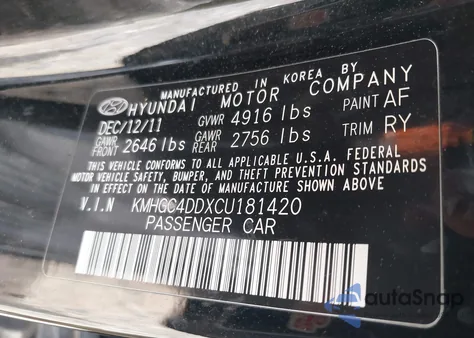 MANUFACTURED IN KOREA BY
HYUNDAI MOTOR COMPANY
DEC/12/11 GVWR 4916 lbs PAINT AF
GAWR FRONT 2646 lbs GAWR REAR 2756 lbs TRIM RY
THIS VEHICLE CONFORMS TO ALL APPLICABLE U.S.A. FEDERAL
MOTOR VEHICLE SAFETY, BUMPER, AND THEFT PREVENTION STANDARDS
IN EFFECT ON THE DATE OF MANUFACTURE SHOWN ABOVE
V.I.N KMHGC4DDXCU181420
PASSENGER CAR
autoSnap